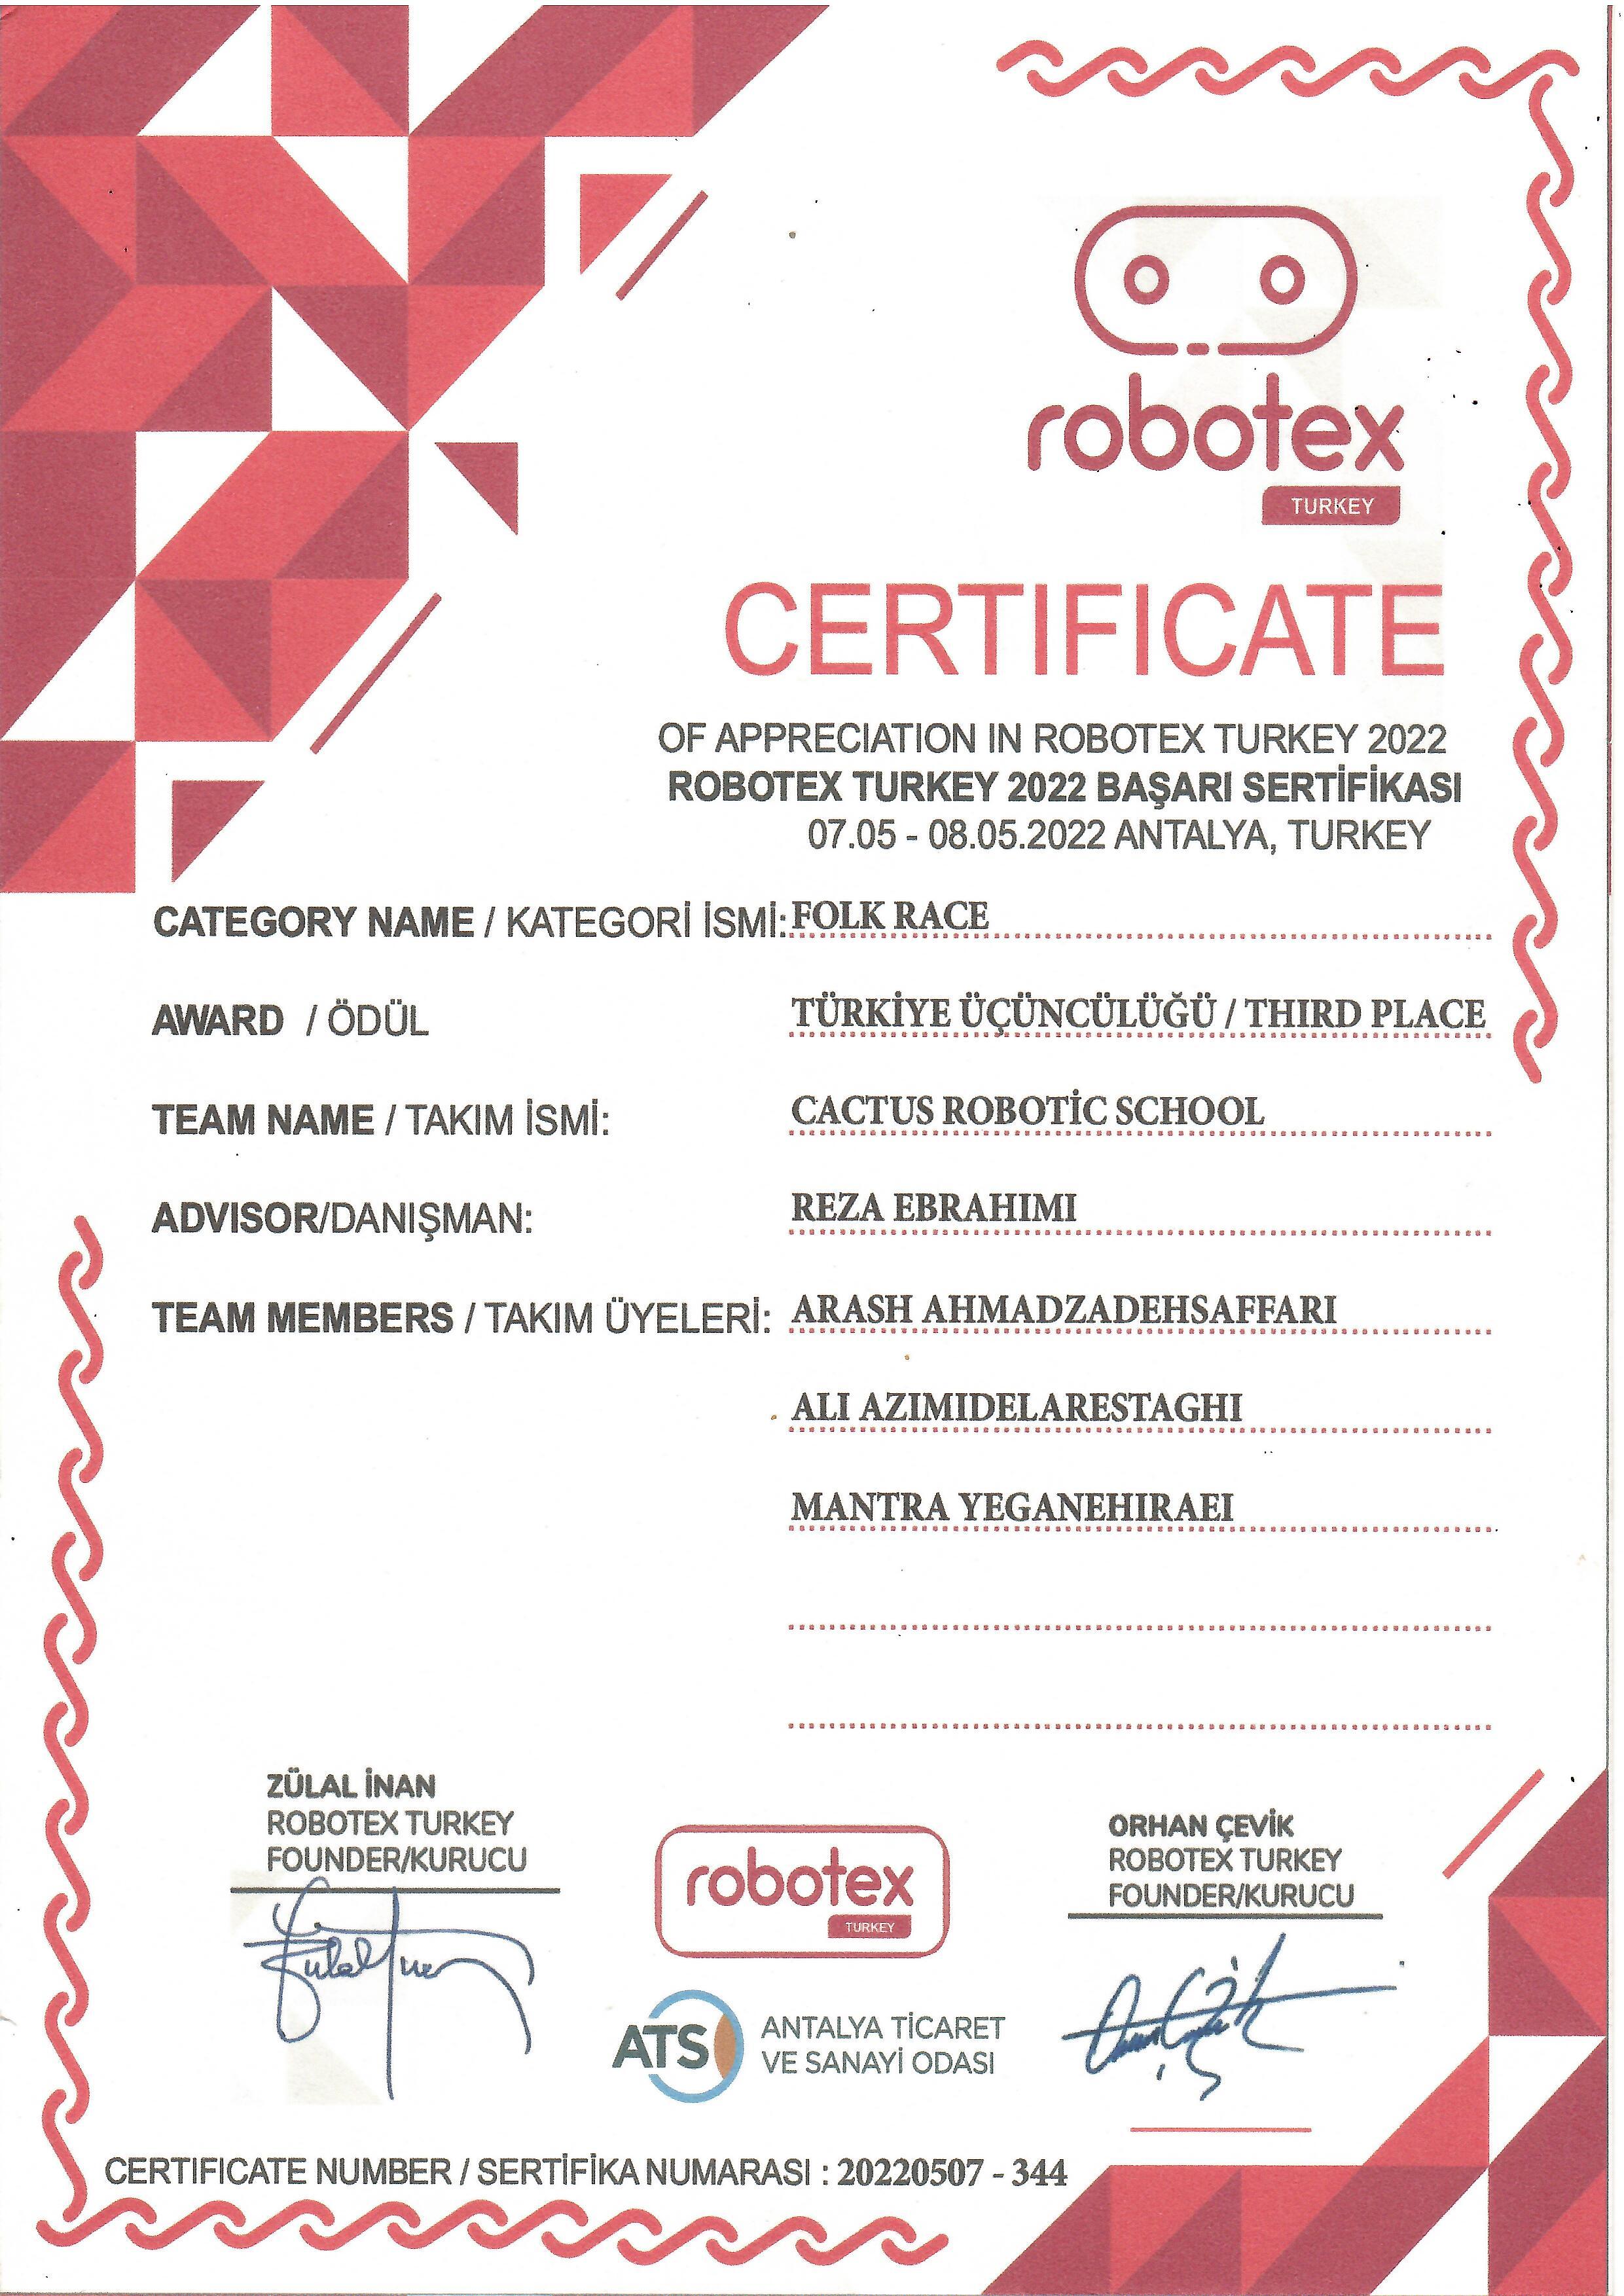 robotex
TURKEY
CERTIFICATE
OF APPRECIATION IN ROBOTEX TURKEY 2022
ROBOTEX TURKEY 2022 BAŞARI SERTİFİKASI
07.05 - 08.05.2022 ANTALYA, TURKEY
CATEGORY NAME / KATEGORİ İSMİ: FOLK RACE
AWARD / ÖDÜL TÜRKİYE ÜÇÜNCÜLÜĞÜ / THIRD PLACE
TEAM NAME / TAKIM İSMİ: CACTUS ROBOTİC SCHOOL
ADVISOR/DANIŞMAN: REZA EBRAHIMI
TEAM MEMBERS / TAKIM ÜYELERİ: ARASH AHMADZADEHSAFFARI
ALI AZIMIDELARESTAGHI
MANTRA YEGANEHIRAEI
ZÜLAL İNAN
ROBOTEX TURKEY
FOUNDER/KURUCU
robotex
TURKEY
ORHAN ÇEVİK
ROBOTEX TURKEY
FOUNDER/KURUCU
ATSO
ANTALYA TİCARET
VE SANAYİ ODASI
CERTIFICATE NUMBER / SERTİFİKA NUMARASI : 20220507 - 344